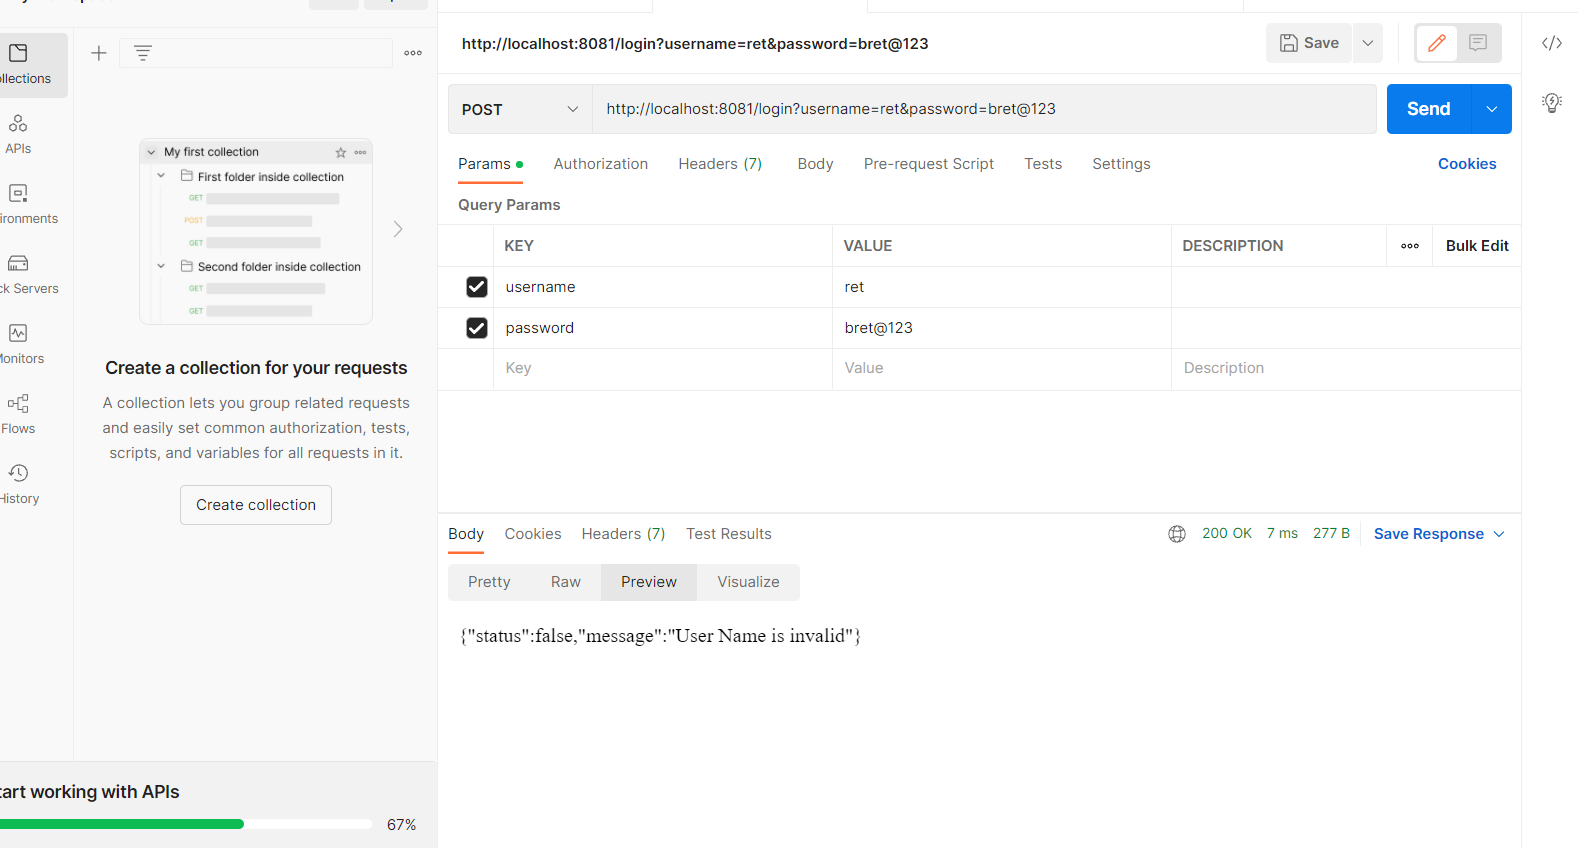 http://localhost:8081/login?username=ret&password=bret@123
Save
POST
http://localhost:8081/login?username=ret&password=bret@123
Send
Params
Authorization
Headers (7)
Body
Pre-request Script
Tests
Settings
Cookies
Query Params
KEY
VALUE
DESCRIPTION
Bulk Edit
username
ret
password
bret@123
Key
Value
Description
Body
Cookies
Headers (7)
Test Results
200 OK
7 ms
277 B
Save Response
Pretty
Raw
Preview
Visualize
{"status":false,"message":"User Name is invalid"}
llections
APIs
ironments
ck Servers
Monitors
Flows
History
My first collection
First folder inside collection
GET
POST
GET
Second folder inside collection
GET
GET
Create a collection for your requests
A collection lets you group related requests
and easily set common authorization, tests,
scripts, and variables for all requests in it.
Create collection
tart working with APIs
67%